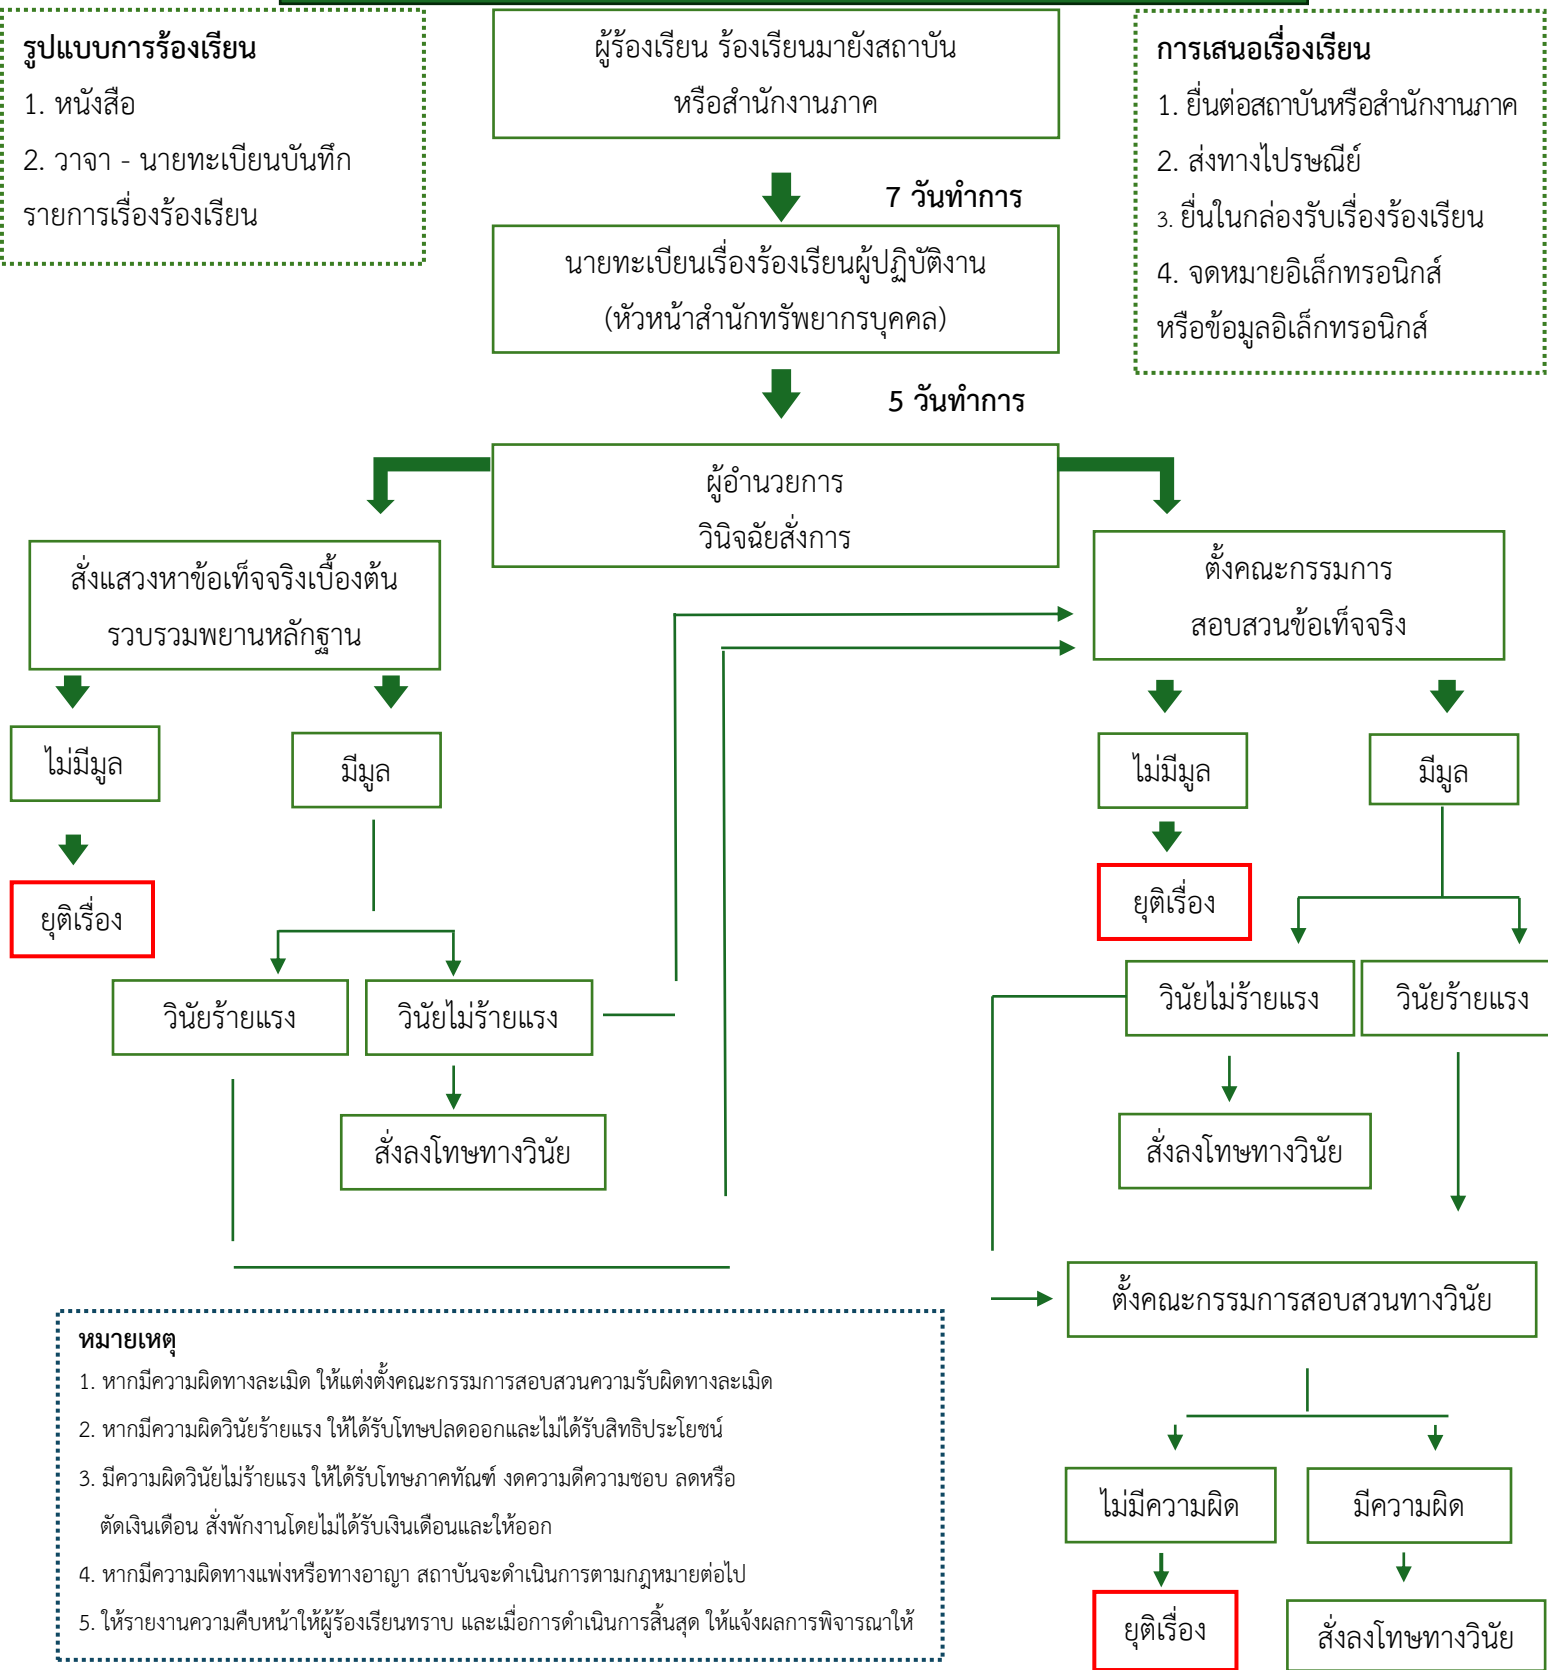 รูปแบบการร้องเรียน
1. หนังสือ
2. วาจา - นายทะเบียนบันทึก
รายการเรื่องร้องเรียน
ผู้ร้องเรียน ร้องเรียนมายังสถาบัน
หรือสำนักงานภาค
การเสนอเรื่องเรียน
1. ยื่นต่อสถาบันหรือสำนักงานภาค
2. ส่งทางไปรษณีย์
3. ยื่นในกล่องรับเรื่องร้องเรียน
4. จดหมายอิเล็กทรอนิกส์
หรือข้อมูลอิเล็กทรอนิกส์
7 วันทำการ
นายทะเบียนเรื่องร้องเรียนผู้ปฏิบัติงาน
(หัวหน้าสำนักทรัพยากรบุคคล)
5 วันทำการ
ผู้อำนวยการ
วินิจฉัยสั่งการ
สั่งแสวงหาข้อเท็จจริงเบื้องต้น
รวบรวมพยานหลักฐาน
ตั้งคณะกรรมการ
สอบสวนข้อเท็จจริง
ไม่มีมูล
มีมูล
ไม่มีมูล
มีมูล
ยุติเรื่อง
ยุติเรื่อง
วินัยร้ายแรง
วินัยไม่ร้ายแรง
วินัยไม่ร้ายแรง
วินัยร้ายแรง
สั่งลงโทษทางวินัย
สั่งลงโทษทางวินัย
ตั้งคณะกรรมการสอบสวนทางวินัย
หมายเหตุ
1. หากมีความผิดทางละเมิด ให้แต่งตั้งคณะกรรมการสอบสวนความรับผิดทางละเมิด
2. หากมีความผิดวินัยร้ายแรง ให้ได้รับโทษปลดออกและไม่ได้รับสิทธิประโยชน์
3. มีความผิดวินัยไม่ร้ายแรง ให้ได้รับโทษภาคทัณฑ์ งดความดีความชอบ ลดหรือ
ตัดเงินเดือน สั่งพักงานโดยไม่ได้รับเงินเดือนและให้ออก
4. หากมีความผิดทางแพ่งหรือทางอาญา สถาบันจะดำเนินการตามกฎหมายต่อไป
5. ให้รายงานความคืบหน้าให้ผู้ร้องเรียนทราบ และเมื่อการดำเนินการสิ้นสุด ให้แจ้งผลการพิจารณาให้
ไม่มีความผิด
มีความผิด
ยุติเรื่อง
สั่งลงโทษทางวินัย